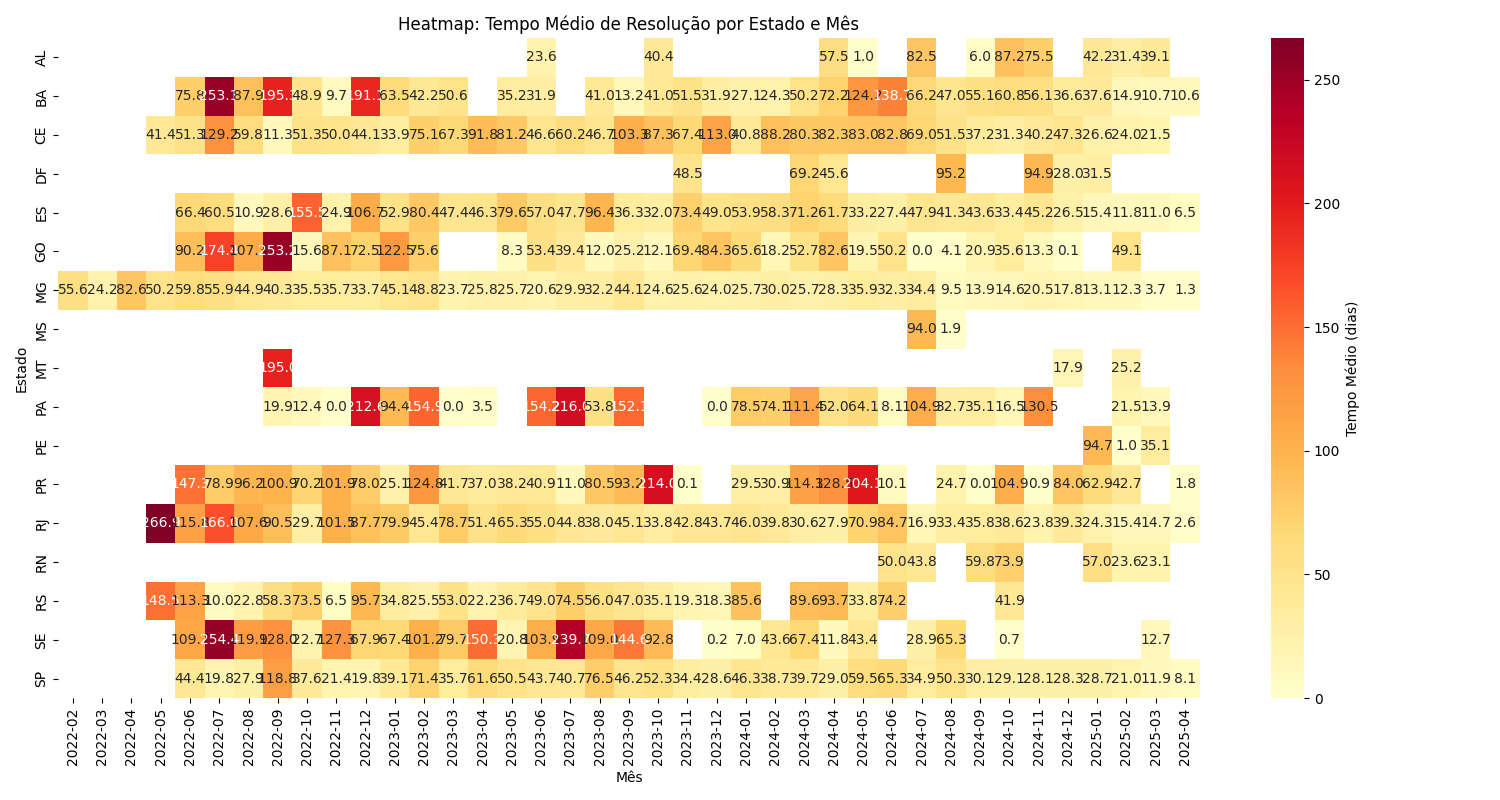 Heatmap: Tempo Médio de Resolução por Estado e Mês
AL 23.6 40.4 57.5 1.0 82.5 6.0 87.2 75.5 42.2 31.4 39.1
BA 75.8 87.9 48.9 9.7 63.5 42.2 50.6 35.2 31.9 41.0 13.2 41.0 51.5 31.9 27.1 24.3 50.2 72.2 66.2 47.0 55.1 60.8 56.1 36.6 37.6 14.9 10.7 10.6
CE 41.4 51.3 129.2 59.8 11.3 51.3 50.0 44.1 33.9 75.1 67.3 91.8 81.2 46.6 60.2 46.7 103.3 87.3 67.4 113.0 40.8 88.2 80.3 82.3 83.0 82.8 69.0 51.5 37.2 31.3 40.2 47.3 26.6 24.0 21.5
DF 48.5 69.2 45.6 95.2 94.9 28.0 31.5
ES 66.4 60.5 10.9 28.6 155.5 24.9 106.7 52.9 80.4 47.4 46.3 79.6 57.0 47.7 96.4 36.3 32.0 73.4 49.0 53.9 58.3 71.2 61.7 33.2 27.4 47.9 41.3 43.6 33.4 45.2 26.5 15.4 11.8 11.0 6.5
GO 90.2 174.4 107. 253.2 15.6 87.1 72.5 122.5 75.6 8.3 53.4 39.4 12.0 25.2 12.1 69.4 84.3 65.6 18.2 52.7 82.6 19.5 50.2 0.0 4.1 20.9 35.6 13.3 0.1 49.1
MG 55.6 24.2 82.6 50.2 59.8 55.9 44.9 40.3 35.5 35.7 33.7 45.1 48.8 23.7 25.8 25.7 20.6 29.9 32.2 44.1 24.6 25.6 24.0 25.7 30.0 25.7 28.3 35.9 32.3 34.4 9.5 13.9 14.6 20.5 17.8 13.1 12.3 3.7 1.3
MS 94.0 1.9
MT 195.0 17.9 25.2
PA 19.9 12.4 0.0 94.4 154.9 0.0 3.5 216.0 53.8 0.0 78.5 74.1 111.4 52.0 64.1 8.1 104.9 32.7 35.1 16.5 130.5 21.5 13.9
PE 94.7 1.0 35.1
PR 147.3 78.9 96.2 100.9 70.2 101.9 78.0 25.1 124.8 41.7 37.0 38.2 40.9 11.0 80.5 93.2 214.0 0.1 29.5 30.9 10.1 24.7 0.0 104.9 0.9 84.0 62.9 42.7 1.8
RJ 266.9 115.8 107.6 90.5 29.7 101.5 87.7 79.9 45.4 78.7 51.4 65.3 55.0 44.8 38.0 45.1 33.8 42.8 43.7 46.0 39.8 30.6 27.9 70.9 84.7 16.9 33.4 35.8 38.6 23.8 39.3 24.3 15.4 14.7 2.6
RN 50.0 43.8 59.8 73.9 57.0 23.6 23.1
RS 113.3 10.0 22.8 58.3 73.5 6.5 95.7 34.8 25.5 53.0 22.2 36.7 49.0 74.5 56.0 47.0 35.1 19.3 18.3 85.6 89.6 93.7 33.8 74.2 41.9
SE 254.4 128.0 22.7 127.3 67.9 67.4 101.2 79.7 20.8 103.9 109.0 92.8 0.2 7.0 43.6 67.4 11.8 43.4 28.9 65.3 0.7 12.7
SP 44.4 19.8 27.9 118.8 37.6 21.4 19.8 39.1 71.4 35.7 61.6 50.5 43.7 40.7 76.5 46.2 52.3 34.4 28.6 46.3 38.7 39.7 29.0 59.5 65.3 34.9 50.3 30.1 29.1 28.1 28.3 28.7 21.0 11.9 8.1
Estado
2022-02 2022-03 2022-04 2022-05 2022-06 2022-07 2022-08 2022-09 2022-10 2022-11 2022-12 2023-01 2023-02 2023-03 2023-04 2023-05 2023-06 2023-07 2023-08 2023-09 2023-10 2023-11 2023-12 2024-01 2024-02 2024-03 2024-04 2024-05 2024-06 2024-07 2024-08 2024-09 2024-10 2024-11 2024-12 2025-01 2025-02 2025-03 2025-04
Mês
250
200
150
100
50
0
Tempo Médio (dias)